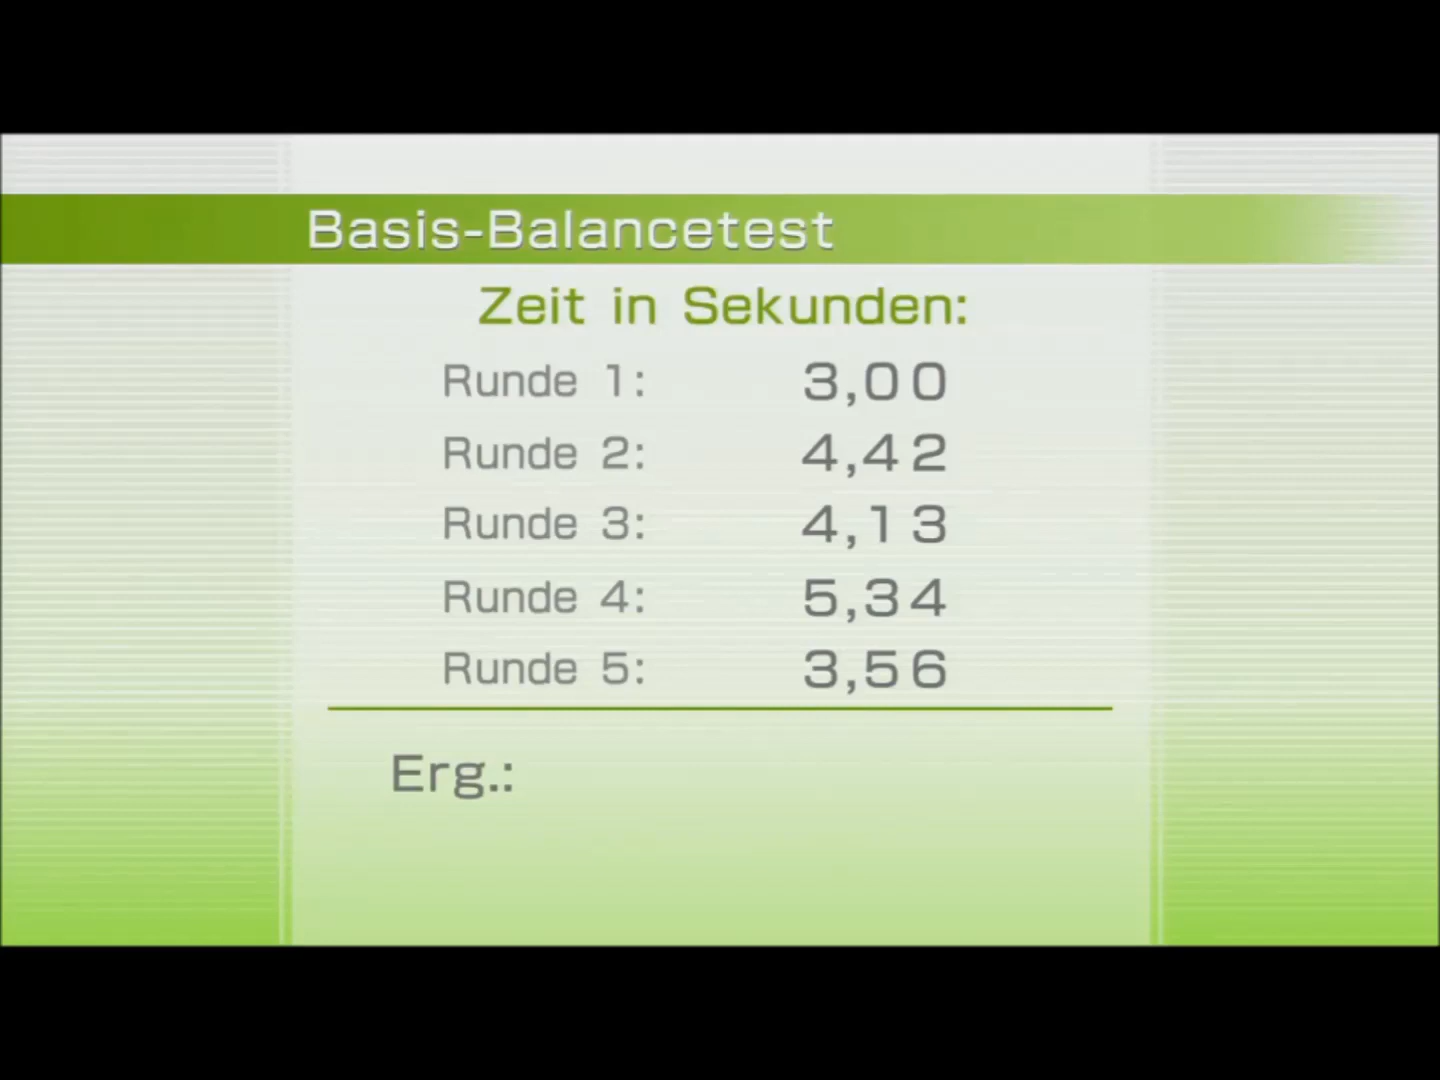 Basis-Balancetest
Zeit in Sekunden:
Runde 1: 3,00
Runde 2: 4,42
Runde 3: 4,13
Runde 4: 5,34
Runde 5: 3,56
Erg.: